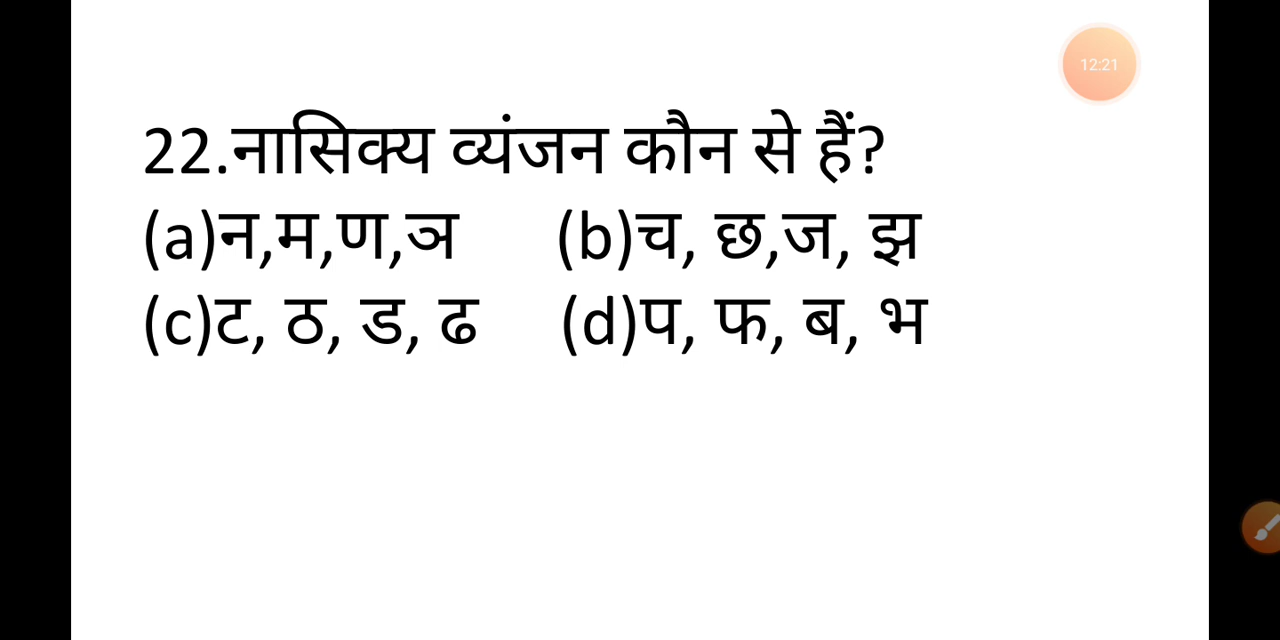 12:21
22.नासिक्य व्यंजन कौन से हैं?
(a)न,म,ण,ञ (b)च, छ,ज, झ
(c)ट, ठ, ड, ढ (d)प, फ, ब, भ